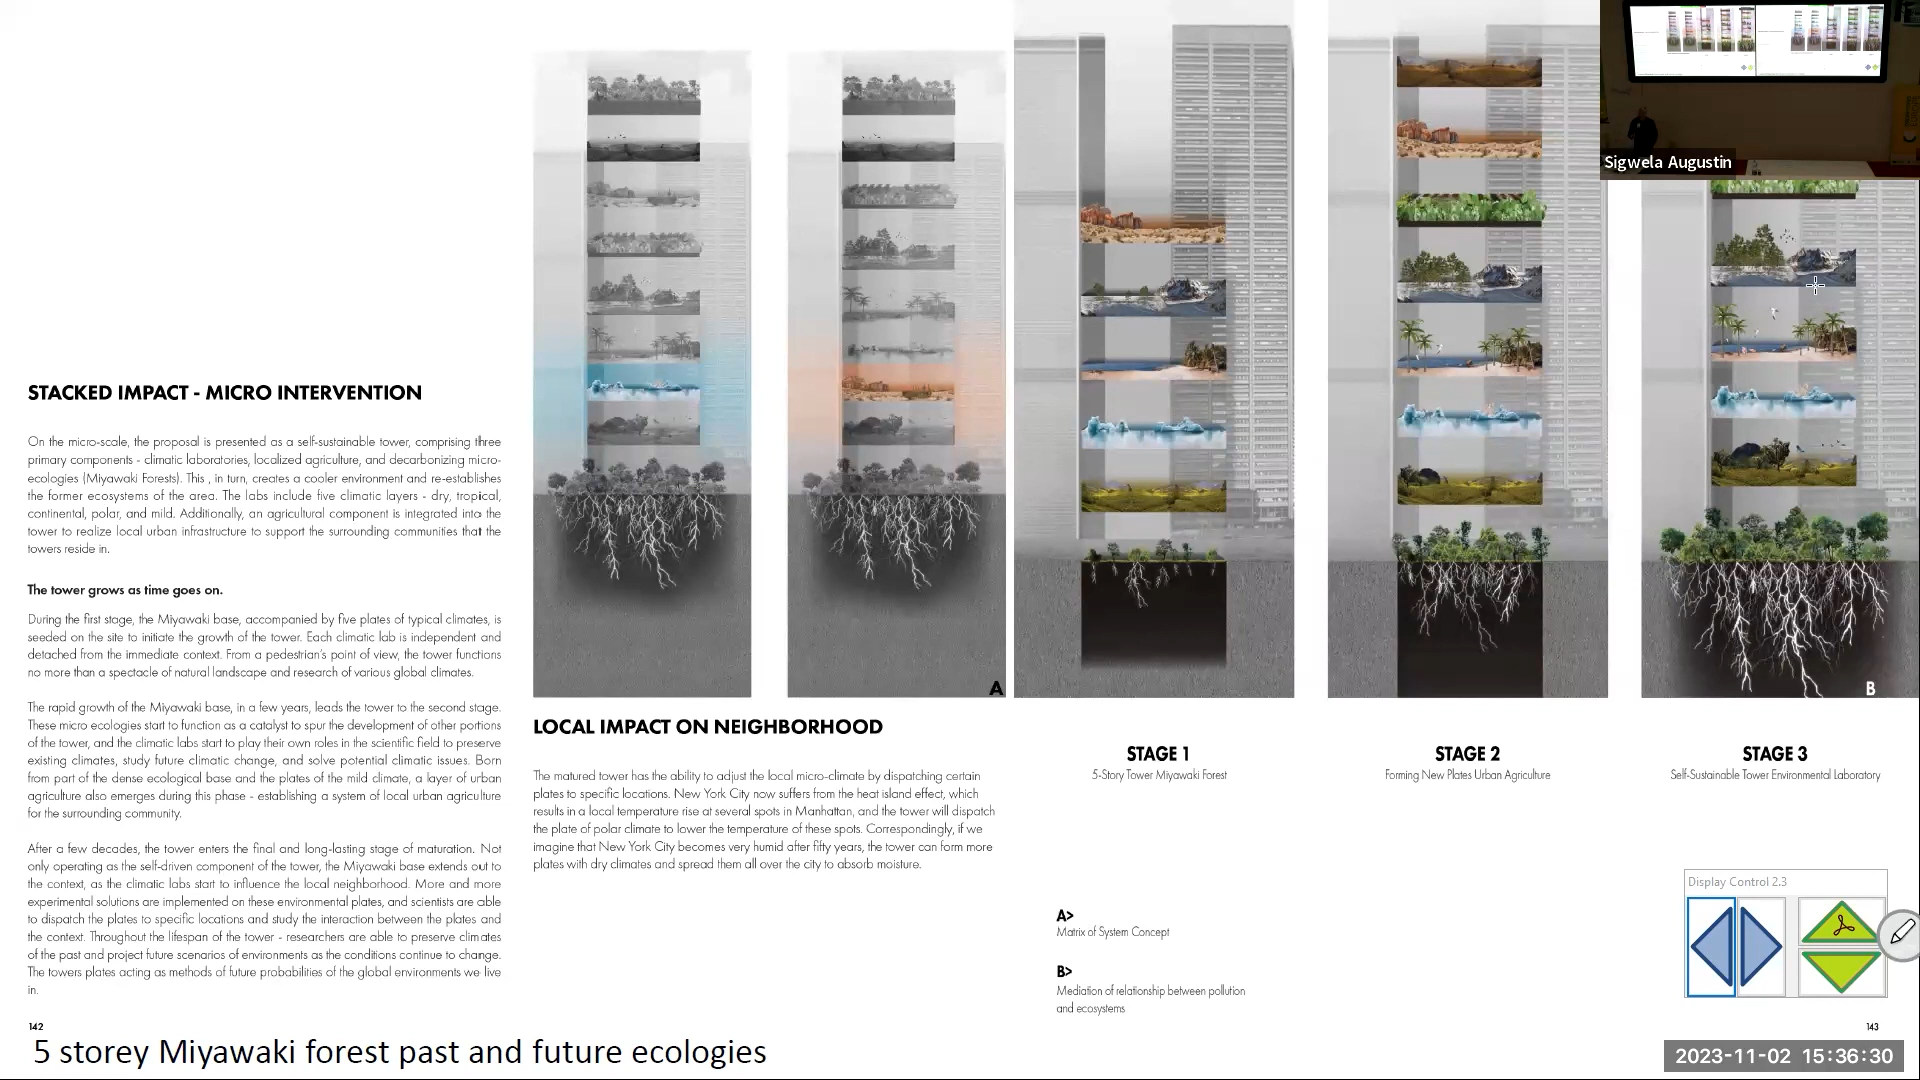 Sigwela Augustin
STACKED IMPACT - MICRO INTERVENTION
On the micro-scale, the proposal is presented as a self-sustainable tower, comprising three
primary components - climatic laboratories, localized agriculture, and decarbonizing micro-
ecologies (Miyawaki Forests). This , in turn, creates a cooler environment and re-establishes
the former ecosystems of the area. The labs include five climatic layers - dry, tropical,
continental, polar, and mild. Additionally, an agricultural component is integrated into the
tower to realize local urban infrastructure to support the surrounding communities that the
towers reside in.
The tower grows as time goes on.
During the first stage, the Miyawaki base, accompanied by five plates of typical climates, is
seeded on the site to initiate the growth of the tower. Each climatic lab is independent and
detached from the immediate context. From a pedestrian's point of view, the tower functions
no more than a spectacle of natural landscape and research of various global climates.
The rapid growth of the Miyawaki base, in a few years, leads the tower to the second stage.
These micro ecologies start to function as a catalyst to spur the development of other portions
of the tower, and the climatic labs start to play their own roles in the scientific field to preserve
existing climates, study future climatic change, and solve potential climatic issues. Born
from part of the dense ecological base and the plates of the mild climate, a layer of urban
agriculture also emerges during this phase - establishing a system of local urban agriculture
for the surrounding community.
After a few decades, the tower enters the final and long-lasting stage of maturation. Not
only operating as the self-driven component of the tower, the Miyawaki base extends out to
the context, as the climatic labs start to influence the local neighborhood. More and more
experimental solutions are implemented on these environmental plates, and scientists are able
to dispatch the plates to specific locations and study the interaction between the plates and
the context. Throughout the lifespan of the tower - researchers are able to preserve climates
of the past and project future scenarios of environments as the conditions continue to change.
The towers plates acting as methods of future probabilities of the global environments we live
in.
142
A
LOCAL IMPACT ON NEIGHBORHOOD
The matured tower has the ability to adjust the local micro-climate by dispatching certain
plates to specific locations. New York City now suffers from the heat island effect, which
results in a local temperature rise at several spots in Manhattan, and the tower will dispatch
the plate of polar climate to lower the temperature of these spots. Correspondingly, if we
imagine that New York City becomes very humid after fifty years, the tower can form more
plates with dry climates and spread them all over the city to absorb moisture.
B
STAGE 1
5-Story Tower Miyawaki Forest
STAGE 2
Forming New Plates Urban Agriculture
STAGE 3
Self-Sustainable Tower Environmental Laboratory
A>
Matrix of System Concept
B>
Mediation of relationship between pollution
and ecosystems
Display Control 2.3
143
5 storey Miyawaki forest past and future ecologies
2023-11-02 15:36:30